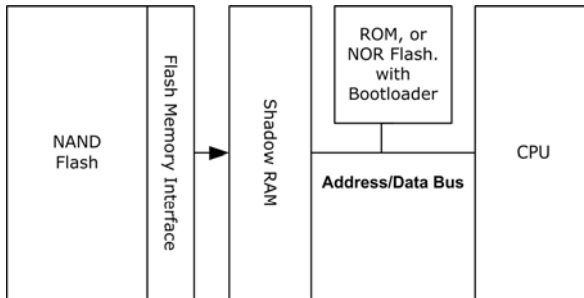 NAND
Flash
Flash Memory Interface
Shadow RAM
ROM, or
NOR Flash.
with
Bootloader
Address/Data Bus
CPU